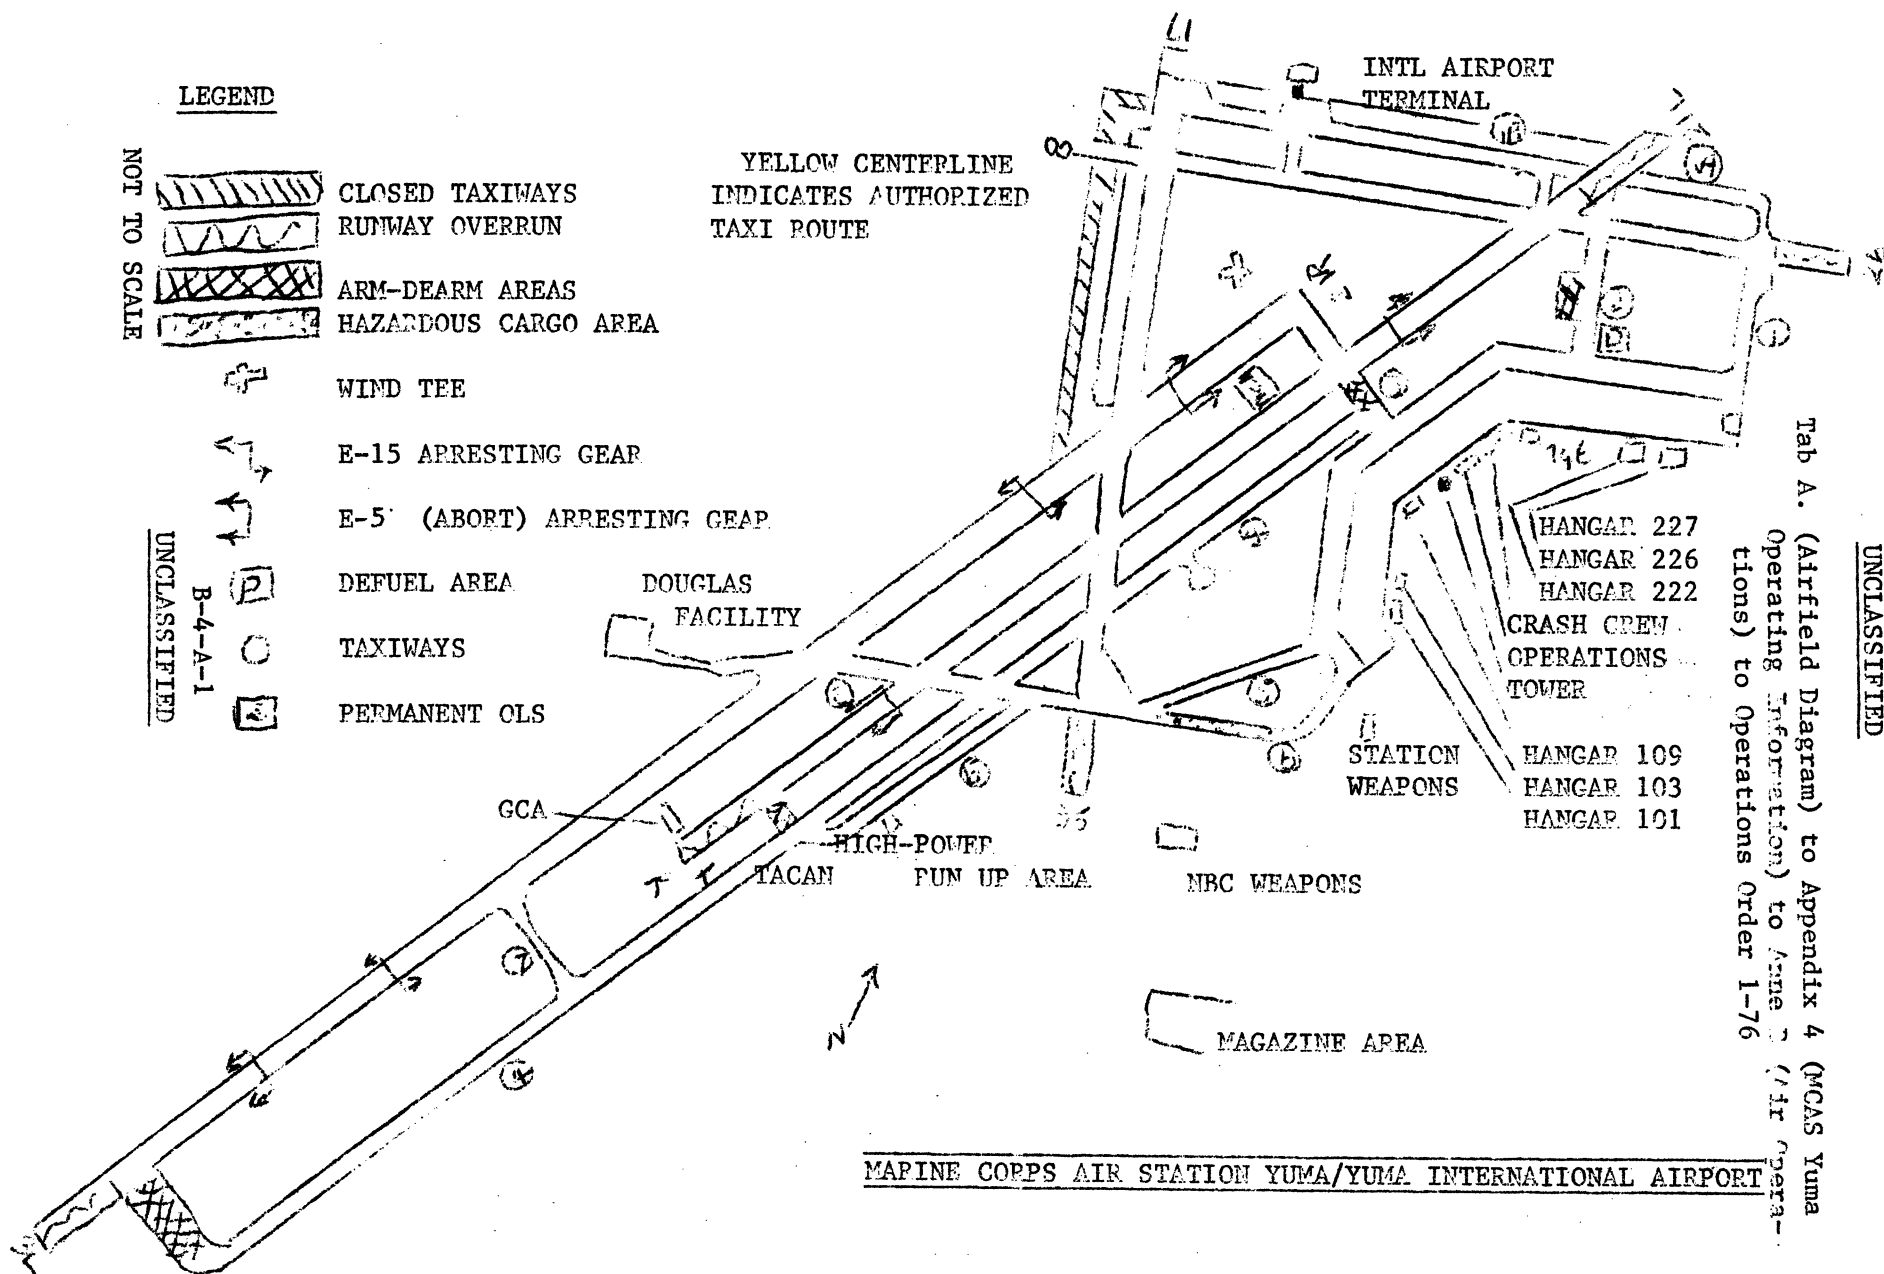 LEGEND
NOT TO SCALE
CLOSED TAXIWAYS
RUNWAY OVERRUN
ARM-DEARM AREAS
HAZARDOUS CARGO AREA
WIND TEE
E-15 ARRESTING GEAR
E-5 (ABORT) ARRESTING GEAR
P
DEFUEL AREA
TAXIWAYS
PERMANENT OLS
B-4-A-1
UNCLASSIFIED
YELLOW CENTERLINE
INDICATES AUTHORIZED
TAXI ROUTE
17
8
INTL AIRPORT
TERMINAL
HANGAR 227
HANGAR 226
HANGAR 222
CRASH CREW
OPERATIONS
TOWER
STATION
WEAPONS
HANGAR 109
HANGAR 103
HANGAR 101
DOUGLAS
FACILITY
GCA
HIGH-POWER
RUN UP AREA
TACAN
NBC WEAPONS
N
MAGAZINE AREA
MARINE CORPS AIR STATION YUMA/YUMA INTERNATIONAL AIRPORT
Tab A. (Airfield Diagram) to Appendix 4 (MCAS Yuma
Operating Information) to Annex (Air Opera-
tions) to Operations Order 1-76
UNCLASSIFIED